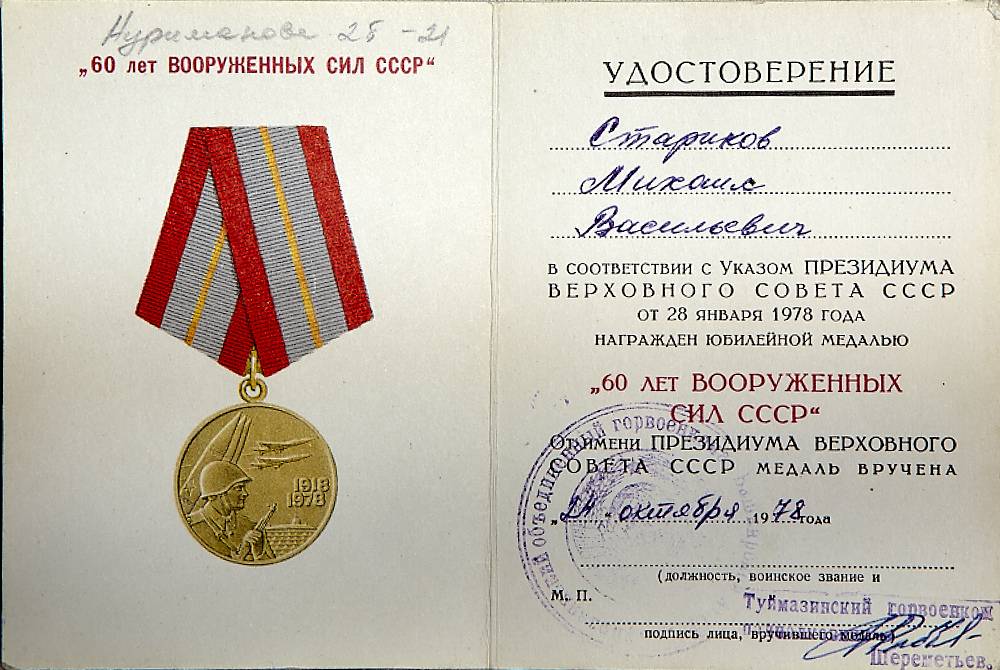 Нуриманова 25 - 21
„60 лет ВООРУЖЕННЫХ СИЛ СССР“
1918
1978
УДОСТОВЕРЕНИЕ
Стариков
Михаил
Васильевич
в соответствии с Указом ПРЕЗИДИУМА
ВЕРХОВНОГО СОВЕТА СССР
от 28 января 1978 года
награжден юбилейной медалью
„60 лет ВООРУЖЕННЫХ
СИЛ СССР“
От имени ПРЕЗИДИУМА ВЕРХОВНОГО
СОВЕТА СССР медаль вручена
„24“ октября 1978 года
объединенный горвоен
(должность, воинское звание и
М. П.
Туймазинский горвоенком
подпись лица, вручившего медаль)
Шереметьев.